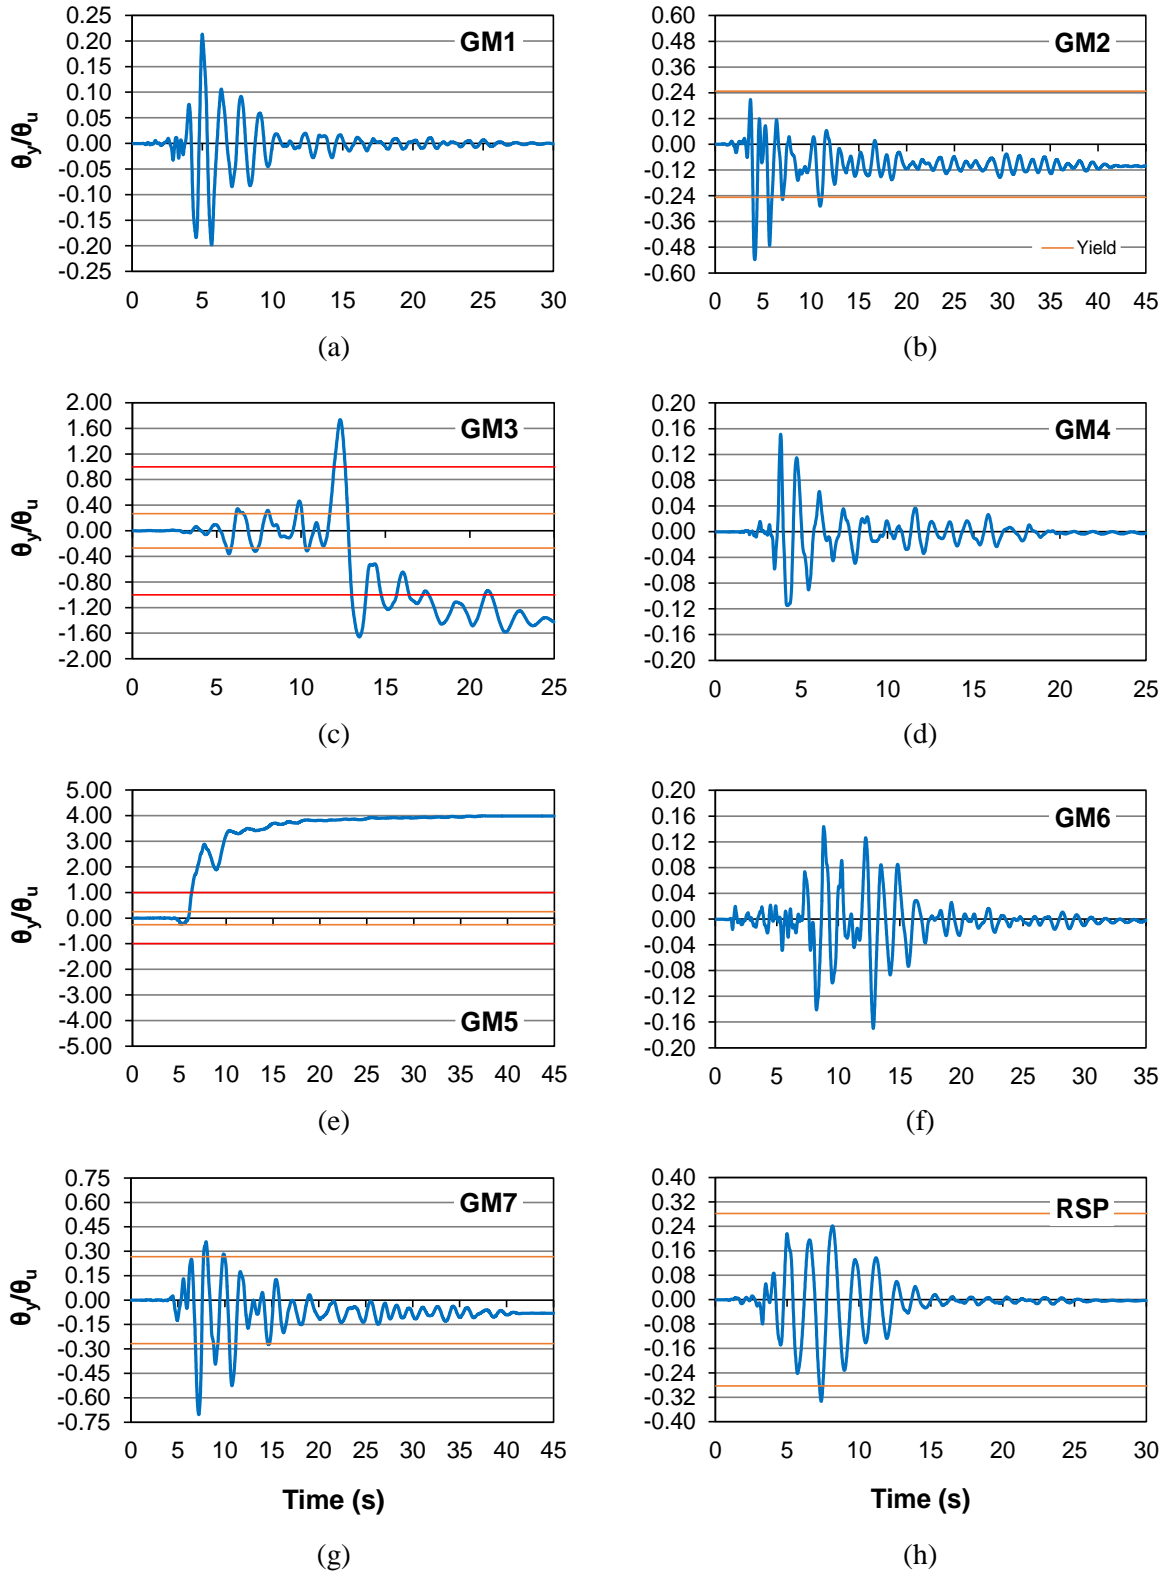 0.25
0.20
0.15
0.10
0.05
0.00
-0.05
-0.10
-0.15
-0.20
-0.25
θy/θu
GM1
0 5 10 15 20 25 30
(a)
0.60
0.48
0.36
0.24
0.12
0.00
-0.12
-0.24
-0.36
-0.48
-0.60
GM2
Yield
0 5 10 15 20 25 30 35 40 45
(b)
2.00
1.60
1.20
0.80
0.40
0.00
-0.40
-0.80
-1.20
-1.60
-2.00
θy/θu
GM3
0 5 10 15 20 25
(c)
0.20
0.16
0.12
0.08
0.04
0.00
-0.04
-0.08
-0.12
-0.16
-0.20
GM4
0 5 10 15 20 25
(d)
5.00
4.00
3.00
2.00
1.00
0.00
-1.00
-2.00
-3.00
-4.00
-5.00
θy/θu
GM5
0 5 10 15 20 25 30 35 40 45
(e)
0.20
0.16
0.12
0.08
0.04
0.00
-0.04
-0.08
-0.12
-0.16
-0.20
GM6
0 5 10 15 20 25 30 35
(f)
0.75
0.60
0.45
0.30
0.15
0.00
-0.15
-0.30
-0.45
-0.60
-0.75
θy/θu
GM7
0 5 10 15 20 25 30 35 40 45
Time (s)
(g)
0.40
0.32
0.24
0.16
0.08
0.00
-0.08
-0.16
-0.24
-0.32
-0.40
RSP
0 5 10 15 20 25 30
Time (s)
(h)